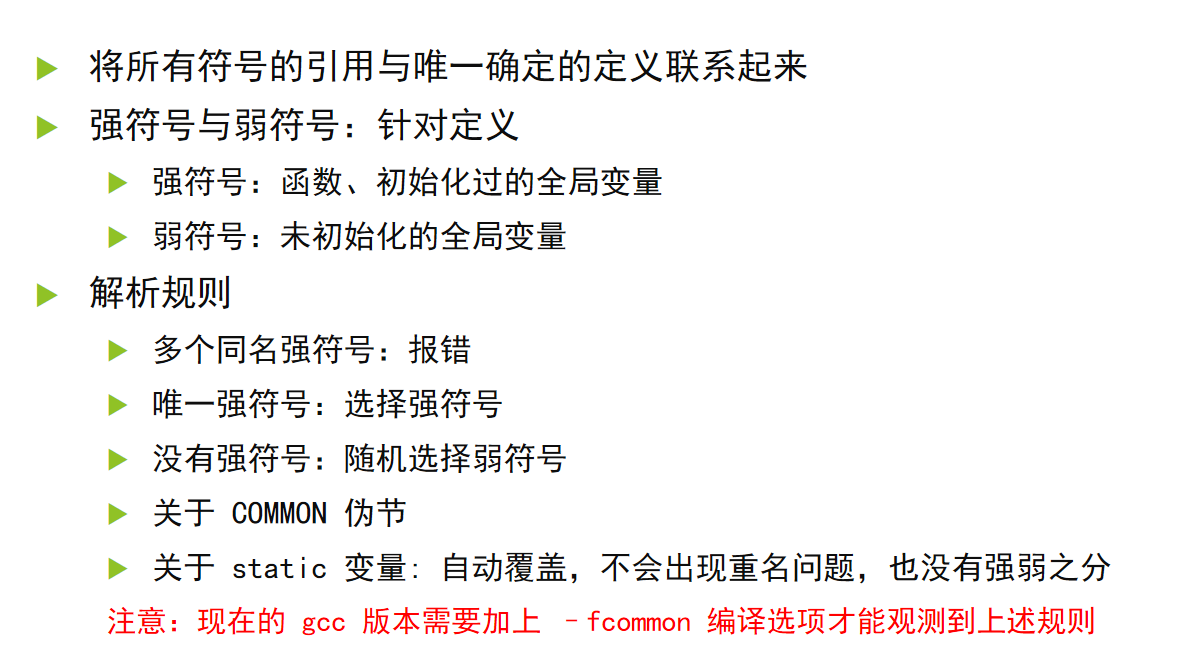 将所有符号的引用与唯一确定的定义联系起来
强符号与弱符号：针对定义
强符号：函数、初始化过的全局变量
弱符号：未初始化的全局变量
解析规则
多个同名强符号：报错
唯一强符号：选择强符号
没有强符号：随机选择弱符号
关于 COMMON 伪节
关于 static 变量: 自动覆盖，不会出现重名问题，也没有强弱之分
注意：现在的 gcc 版本需要加上 –fcommon 编译选项才能观测到上述规则